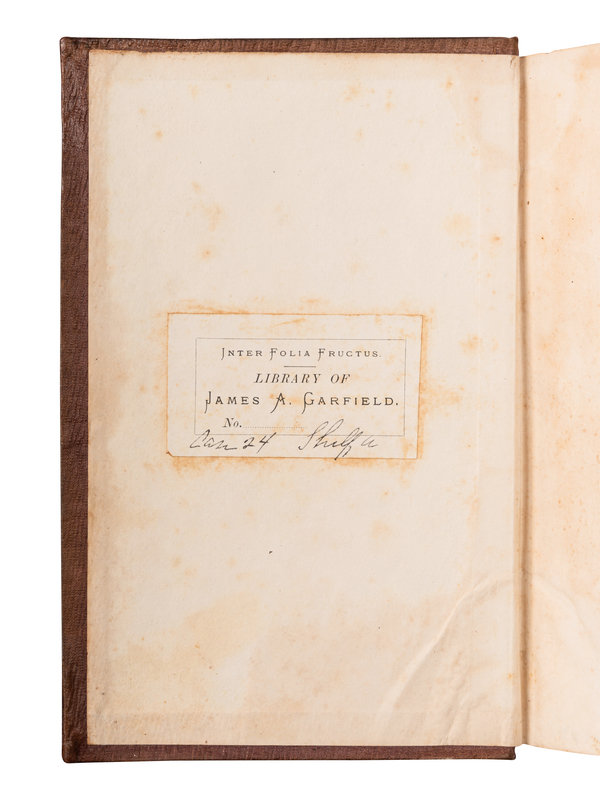 INTER FOLIA FRUCTUS.
LIBRARY OF
JAMES A. GARFIELD.
No.
Case 24 Shelf a